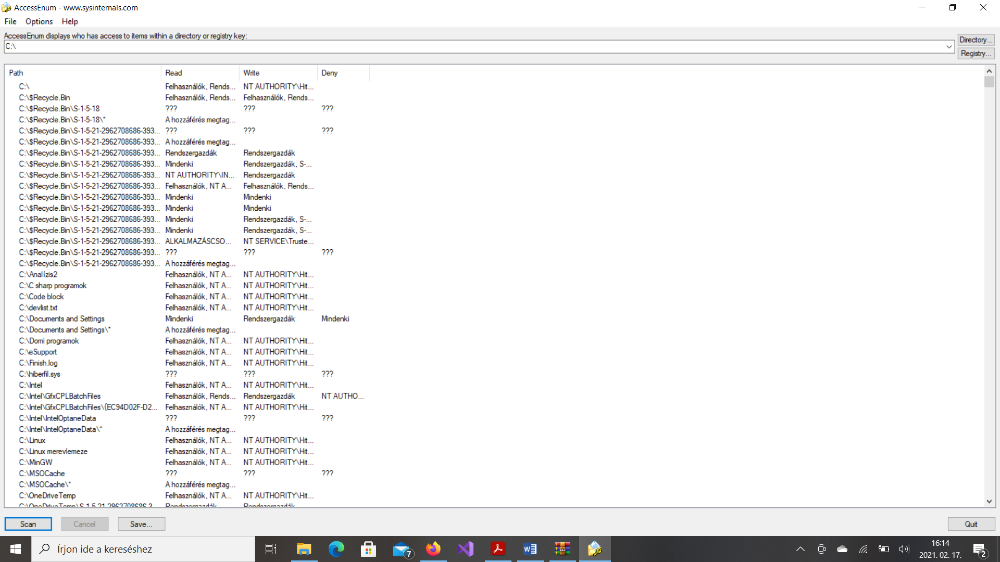 AccessEnum - www.sysinternals.com
File Options Help
AccessEnum displays who has access to items within a directory or registry key:
C:\
Directory...
Registry...
Path Read Write Deny
C:\ Felhasználók, Rends... NT AUTHORITY\Hit...
C:\$Recycle.Bin Felhasználók, Rends... Felhasználók, Rends...
C:\$Recycle.Bin\S-1-5-18 ??? ??? ???
C:\$Recycle.Bin\S-1-5-18\* A hozzáférés megtag...
C:\$Recycle.Bin\S-1-5-21-2962708686-393... ??? ??? ???
C:\$Recycle.Bin\S-1-5-21-2962708686-393... A hozzáférés megtag...
C:\$Recycle.Bin\S-1-5-21-2962708686-393... Rendszergazdák Rendszergazdák
C:\$Recycle.Bin\S-1-5-21-2962708686-393... Mindenki Rendszergazdák, S-...
C:\$Recycle.Bin\S-1-5-21-2962708686-393... NT AUTHORITY\IN... Rendszergazdák
C:\$Recycle.Bin\S-1-5-21-2962708686-393... Felhasználók, NT A... Felhasználók, Rends...
C:\$Recycle.Bin\S-1-5-21-2962708686-393... Mindenki Mindenki
C:\$Recycle.Bin\S-1-5-21-2962708686-393... Mindenki Mindenki
C:\$Recycle.Bin\S-1-5-21-2962708686-393... Mindenki Rendszergazdák, S-...
C:\$Recycle.Bin\S-1-5-21-2962708686-393... Mindenki Rendszergazdák, S-...
C:\$Recycle.Bin\S-1-5-21-2962708686-393... ALKALMAZÁSCSO... NT SERVICE\Truste...
C:\$Recycle.Bin\S-1-5-21-2962708686-393... ??? ??? ???
C:\$Recycle.Bin\S-1-5-21-2962708686-393... A hozzáférés megtag...
C:\Analízis2 Felhasználók, NT A... NT AUTHORITY\Hit...
C:\C sharp programok Felhasználók, NT A... NT AUTHORITY\Hit...
C:\Code block Felhasználók, NT A... NT AUTHORITY\Hit...
C:\devlist.txt Felhasználók, NT A... NT AUTHORITY\Hit...
C:\Documents and Settings Mindenki Rendszergazdák Mindenki
C:\Documents and Settings\* A hozzáférés megtag...
C:\Domi programok Felhasználók, NT A... NT AUTHORITY\Hit...
C:\eSupport Felhasználók, NT A... NT AUTHORITY\Hit...
C:\Finish.log Felhasználók, NT A... NT AUTHORITY\Hit...
C:\hiberfil.sys ??? ??? ???
C:\Intel Felhasználók, NT A... NT AUTHORITY\Hit...
C:\Intel\GfxCPLBatchFiles Felhasználók, Rends... Rendszergazdák NT AUTHO...
C:\Intel\GfxCPLBatchFiles\{EC94D02F-D2... Felhasználók, NT A... NT AUTHORITY\Hit...
C:\Intel\IntelOptaneData ??? ??? ???
C:\Intel\IntelOptaneData\* A hozzáférés megtag...
C:\Linux Felhasználók, NT A... NT AUTHORITY\Hit...
C:\Linux merevlemeze Felhasználók, NT A... NT AUTHORITY\Hit...
C:\MinGW Felhasználók, NT A... NT AUTHORITY\Hit...
C:\MSOCache ??? ??? ???
C:\MSOCache\* A hozzáférés megtag...
C:\OneDriveTemp Felhasználók, NT A... NT AUTHORITY\Hit...
C:\OneDriveTemp\S-1-5-21-2962708686-3... Rendszergazdák Rendszergazdák
Scan Cancel Save... Quit
Írjon ide a kereséshez
7
16:14
2021. 02. 17.
2